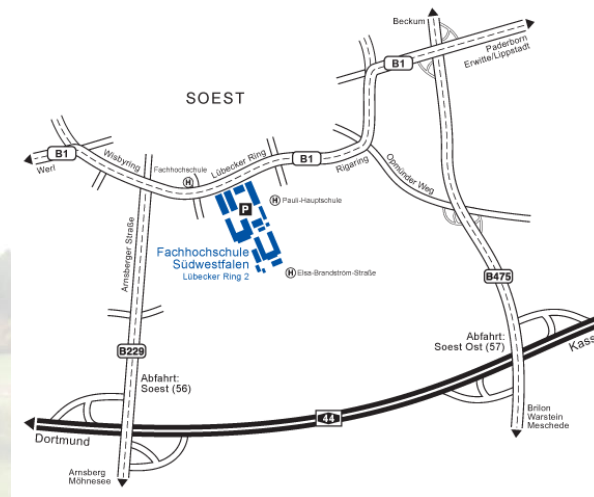 Beckum
Paderborn
Erwitte/Lippstadt
B1
SOEST
B1
Werl
Wisbyring
Fachhochschule
H
Lübecker Ring
B1
Rigaring
Opmünder Weg
P
H Pauli-Hauptschule
Arnsberger Straße
Fachhochschule
Südwestfalen
Lübecker Ring 2
H Elsa-Brandström-Straße
B475
B229
Abfahrt:
Soest (56)
Abfahrt:
Soest Ost (57)
Kass
44
Dortmund
Arnsberg
Möhnesee
Brilon
Warstein
Meschede